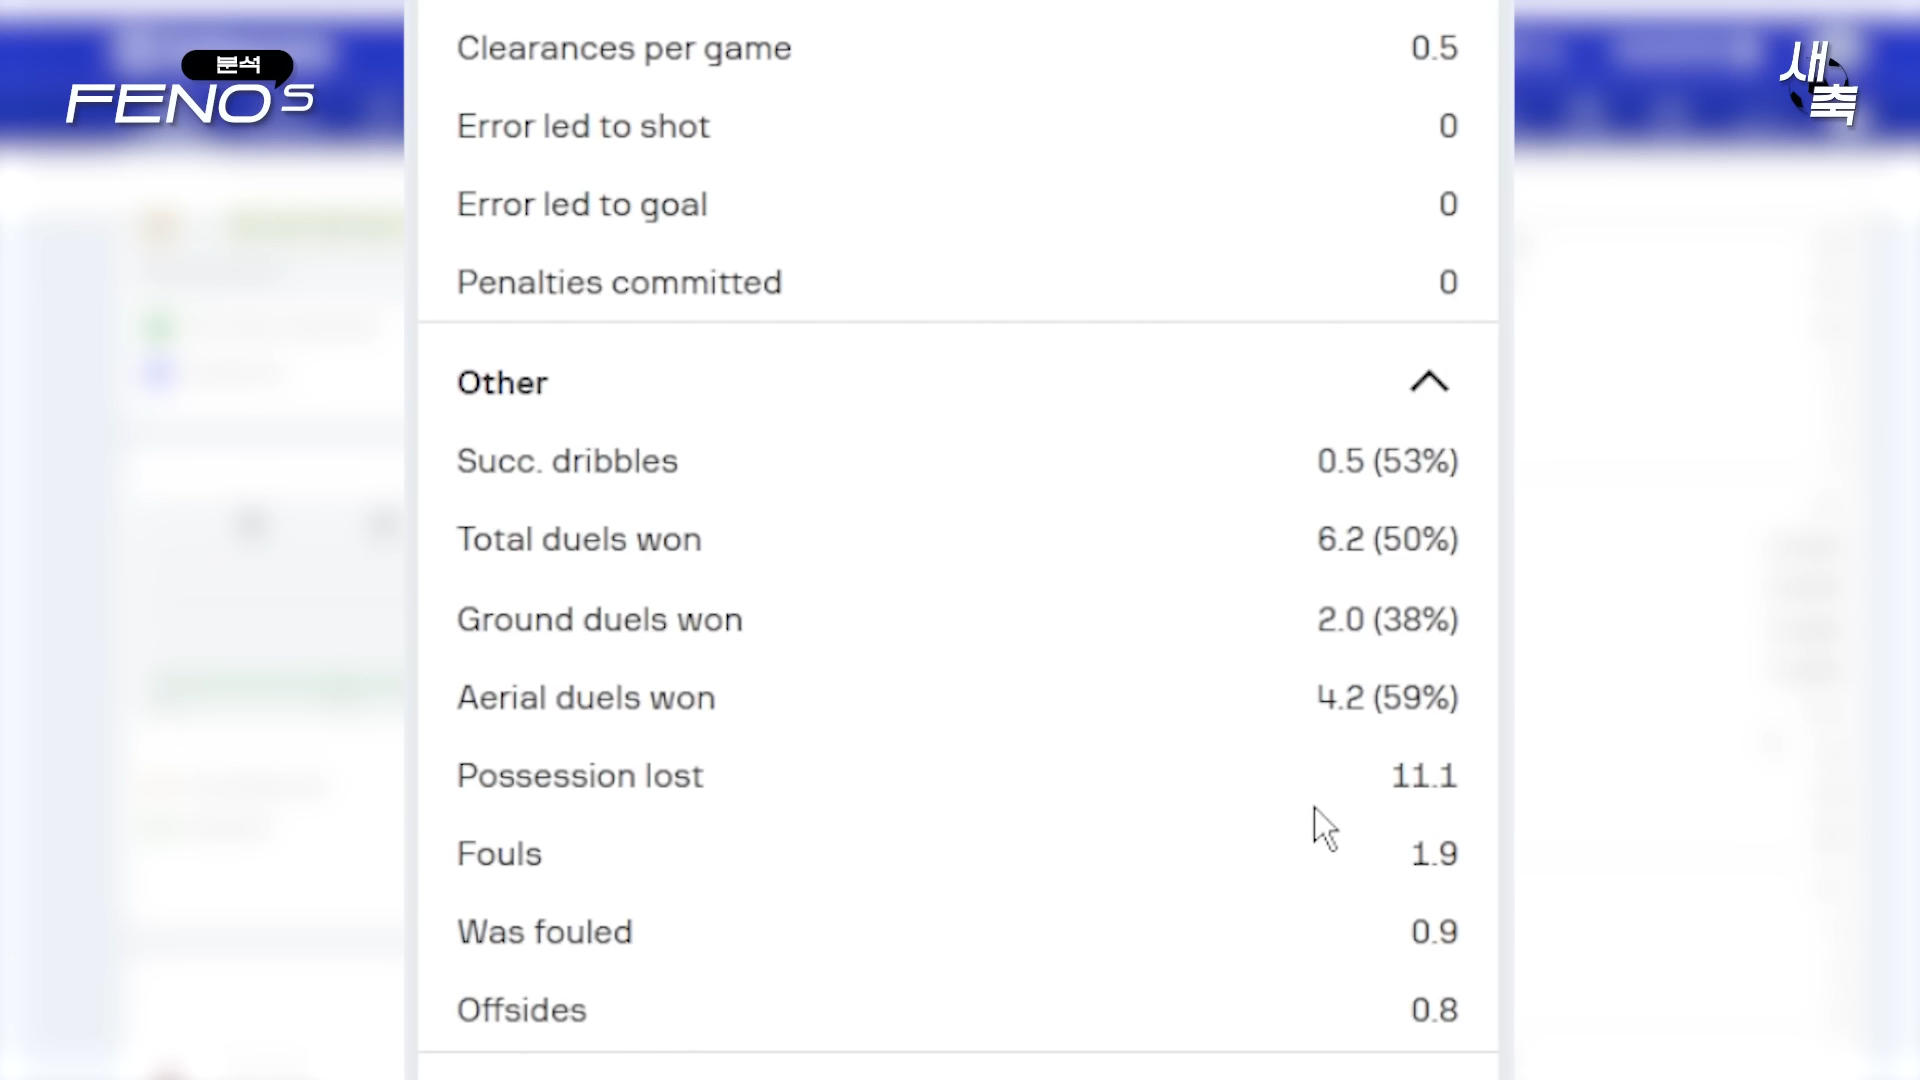 분석
FENO's
새축
Clearances per game 0.5
Error led to shot 0
Error led to goal 0
Penalties committed 0
Other
Succ. dribbles 0.5 (53%)
Total duels won 6.2 (50%)
Ground duels won 2.0 (38%)
Aerial duels won 4.2 (59%)
Possession lost 11.1
Fouls 1.9
Was fouled 0.9
Offsides 0.8